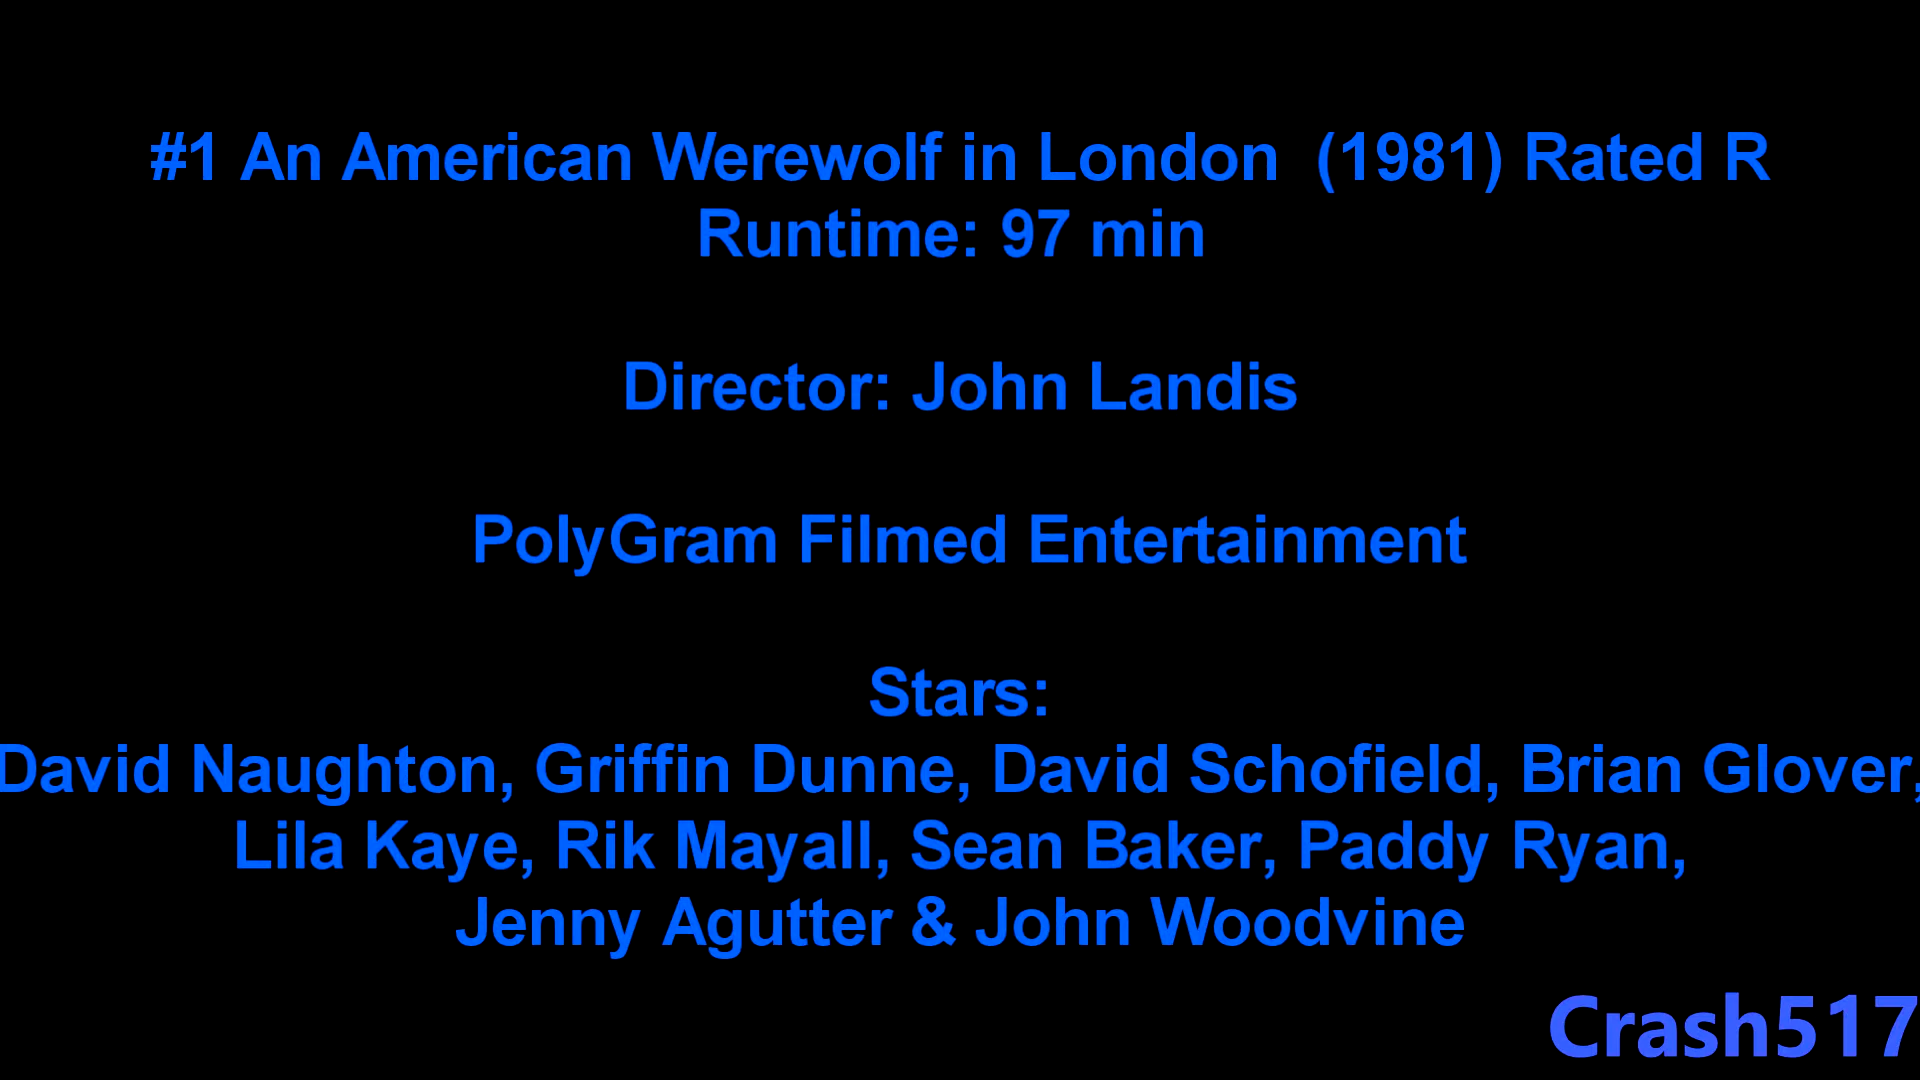 #1 An American Werewolf in London  (1981) Rated R
Runtime: 97 min
Director: John Landis
PolyGram Filmed Entertainment
Stars:
David Naughton, Griffin Dunne, David Schofield, Brian Glover,
Lila Kaye, Rik Mayall, Sean Baker, Paddy Ryan,
Jenny Agutter & John Woodvine
Crash517